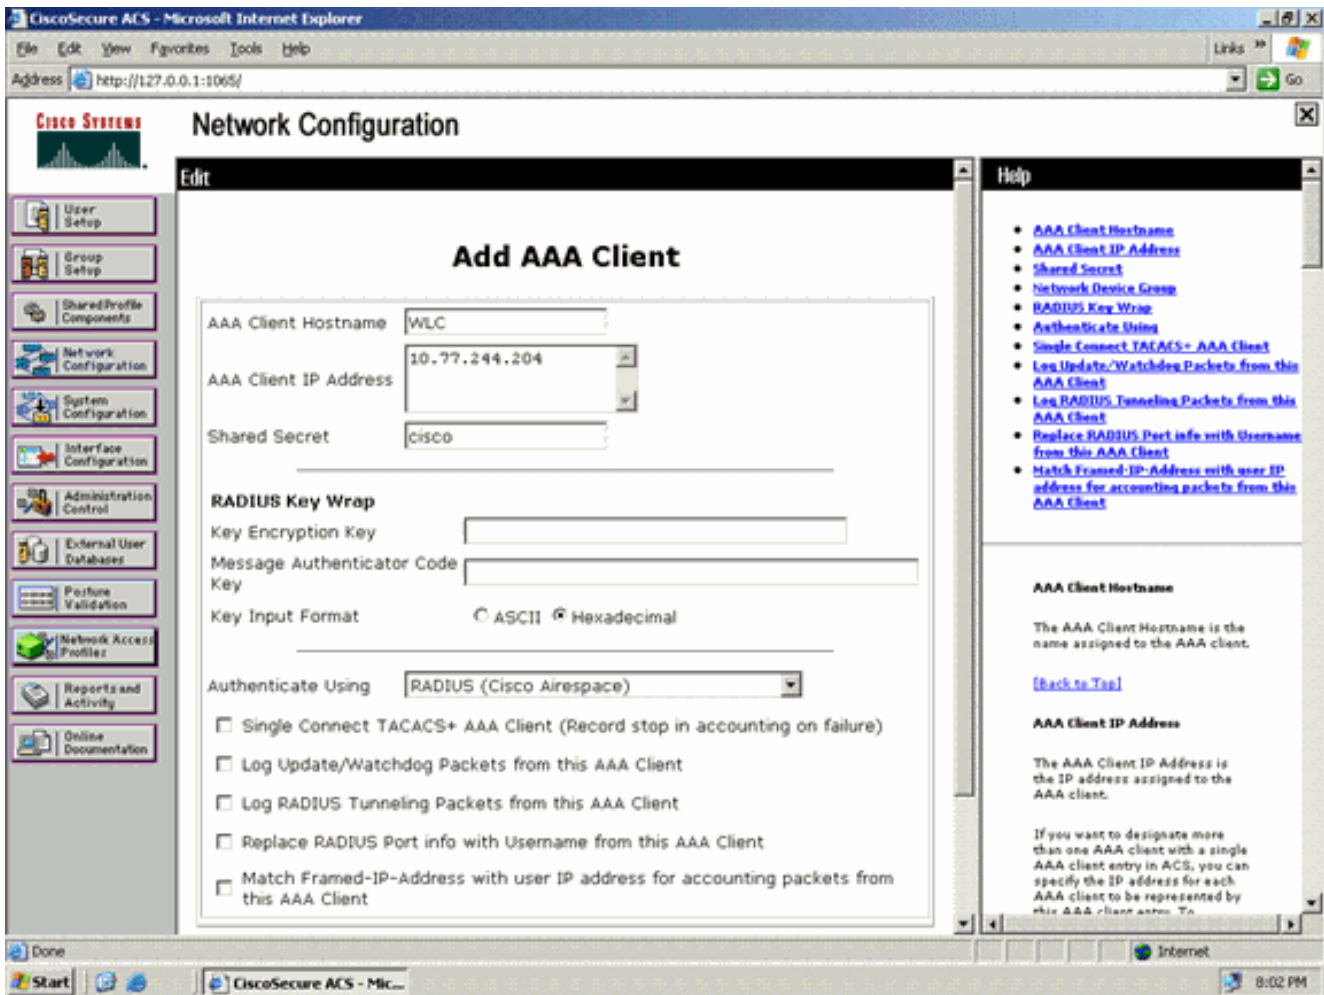 CiscoSecure ACS - Microsoft Internet Explorer
File Edit View Favorites Tools Help
Links »
Address http://127.0.0.1:1065/
Go
CISCO SYSTEMS
Network Configuration
User
Setup
Group
Setup
Shared Profile
Components
Network
Configuration
System
Configuration
Interface
Configuration
Administration
Control
External User
Databases
Posture
Validation
Network Access
Profiles
Reports and
Activity
Online
Documentation
Edit
Add AAA Client
AAA Client Hostname WLC
AAA Client IP Address 10.77.244.204
Shared Secret cisco
RADIUS Key Wrap
Key Encryption Key
Message Authenticator Code
Key
Key Input Format ASCII Hexadecimal
Authenticate Using RADIUS (Cisco Airespace)
Single Connect TACACS+ AAA Client (Record stop in accounting on failure)
Log Update/Watchdog Packets from this AAA Client
Log RADIUS Tunneling Packets from this AAA Client
Replace RADIUS Port info with Username from this AAA Client
Match Framed-IP-Address with user IP address for accounting packets from
this AAA Client
Help
AAA Client Hostname
AAA Client IP Address
Shared Secret
Network Device Group
RADIUS Key Wrap
Authenticate Using
Single Connect TACACS+ AAA Client
Log Update/Watchdog Packets from this
AAA Client
Log RADIUS Tunneling Packets from this
AAA Client
Replace RADIUS Port info with Username
from this AAA Client
Match Framed-IP-Address with user IP
address for accounting packets from this
AAA Client
AAA Client Hostname
The AAA Client Hostname is the
name assigned to the AAA client.
[Back to Top]
AAA Client IP Address
The AAA Client IP Address is
the IP address assigned to the
AAA client.
If you want to designate more
than one AAA client with a single
AAA client entry in ACS, you can
specify the IP address for each
AAA client to be represented by
this AAA client entry. To
Done
Internet
Start
CiscoSecure ACS - Mic...
8:02 PM